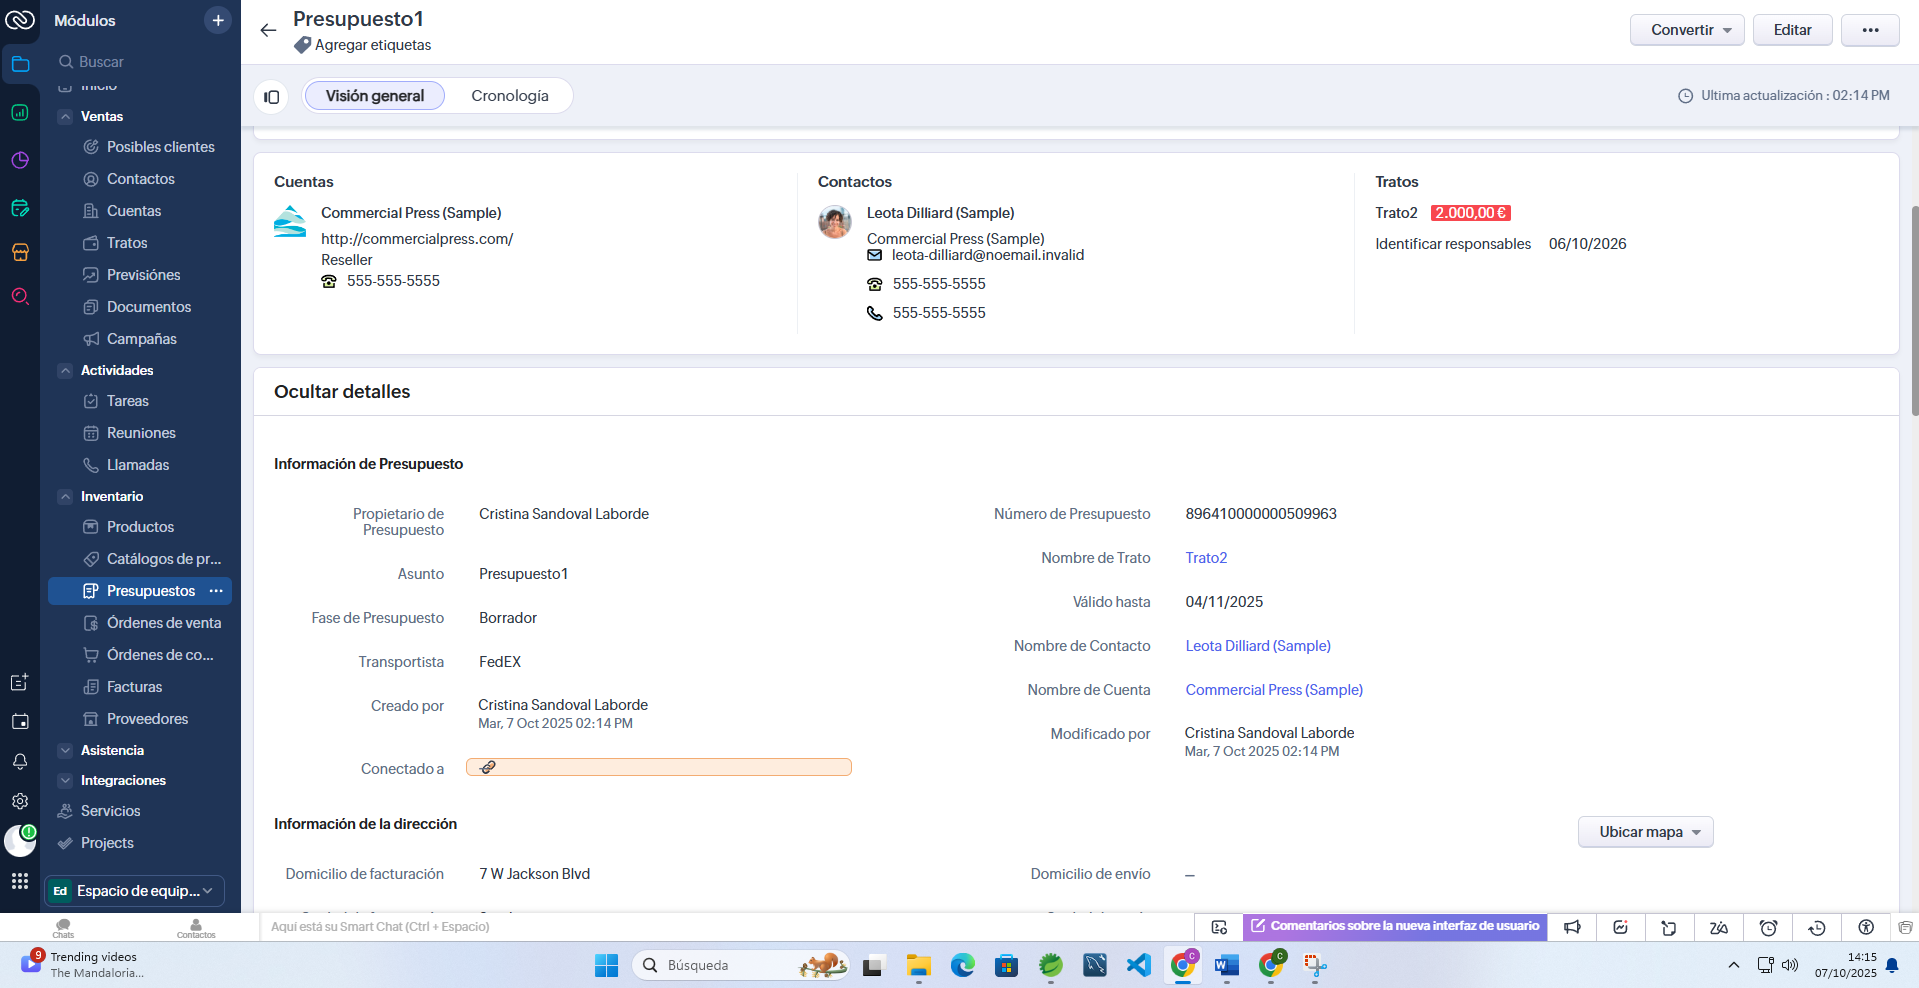 Módulos
Buscar
Inicio
Ventas
Posibles clientes
Contactos
Cuentas
Tratos
Previsiónes
Documentos
Campañas
Actividades
Tareas
Reuniones
Llamadas
Inventario
Productos
Catálogos de pr...
Presupuestos
Órdenes de venta
Órdenes de co...
Facturas
Proveedores
Asistencia
Integraciones
Servicios
Projects
Ed Espacio de equip...
Presupuesto1
Agregar etiquetas
Convertir
Editar
Visión general
Cronología
Ultima actualización : 02:14 PM
Cuentas
Commercial Press (Sample)
http://commercialpress.com/
Reseller
555-555-5555
Contactos
Leota Dilliard (Sample)
Commercial Press (Sample)
leota-dilliard@noemail.invalid
555-555-5555
555-555-5555
Tratos
Trato2 2.000,00 €
Identificar responsables 06/10/2026
Ocultar detalles
Información de Presupuesto
Propietario de Presupuesto Cristina Sandoval Laborde
Asunto Presupuesto1
Fase de Presupuesto Borrador
Transportista FedEX
Creado por Cristina Sandoval Laborde
Mar, 7 Oct 2025 02:14 PM
Conectado a
Número de Presupuesto 896410000000509963
Nombre de Trato Trato2
Válido hasta 04/11/2025
Nombre de Contacto Leota Dilliard (Sample)
Nombre de Cuenta Commercial Press (Sample)
Modificado por Cristina Sandoval Laborde
Mar, 7 Oct 2025 02:14 PM
Información de la dirección
Ubicar mapa
Domicilio de facturación 7 W Jackson Blvd
Domicilio de envío —
Chats
Contactos
Aquí está su Smart Chat (Ctrl + Espacio)
Comentarios sobre la nueva interfaz de usuario
9
Trending videos
The Mandaloria...
Búsqueda
14:15
07/10/2025